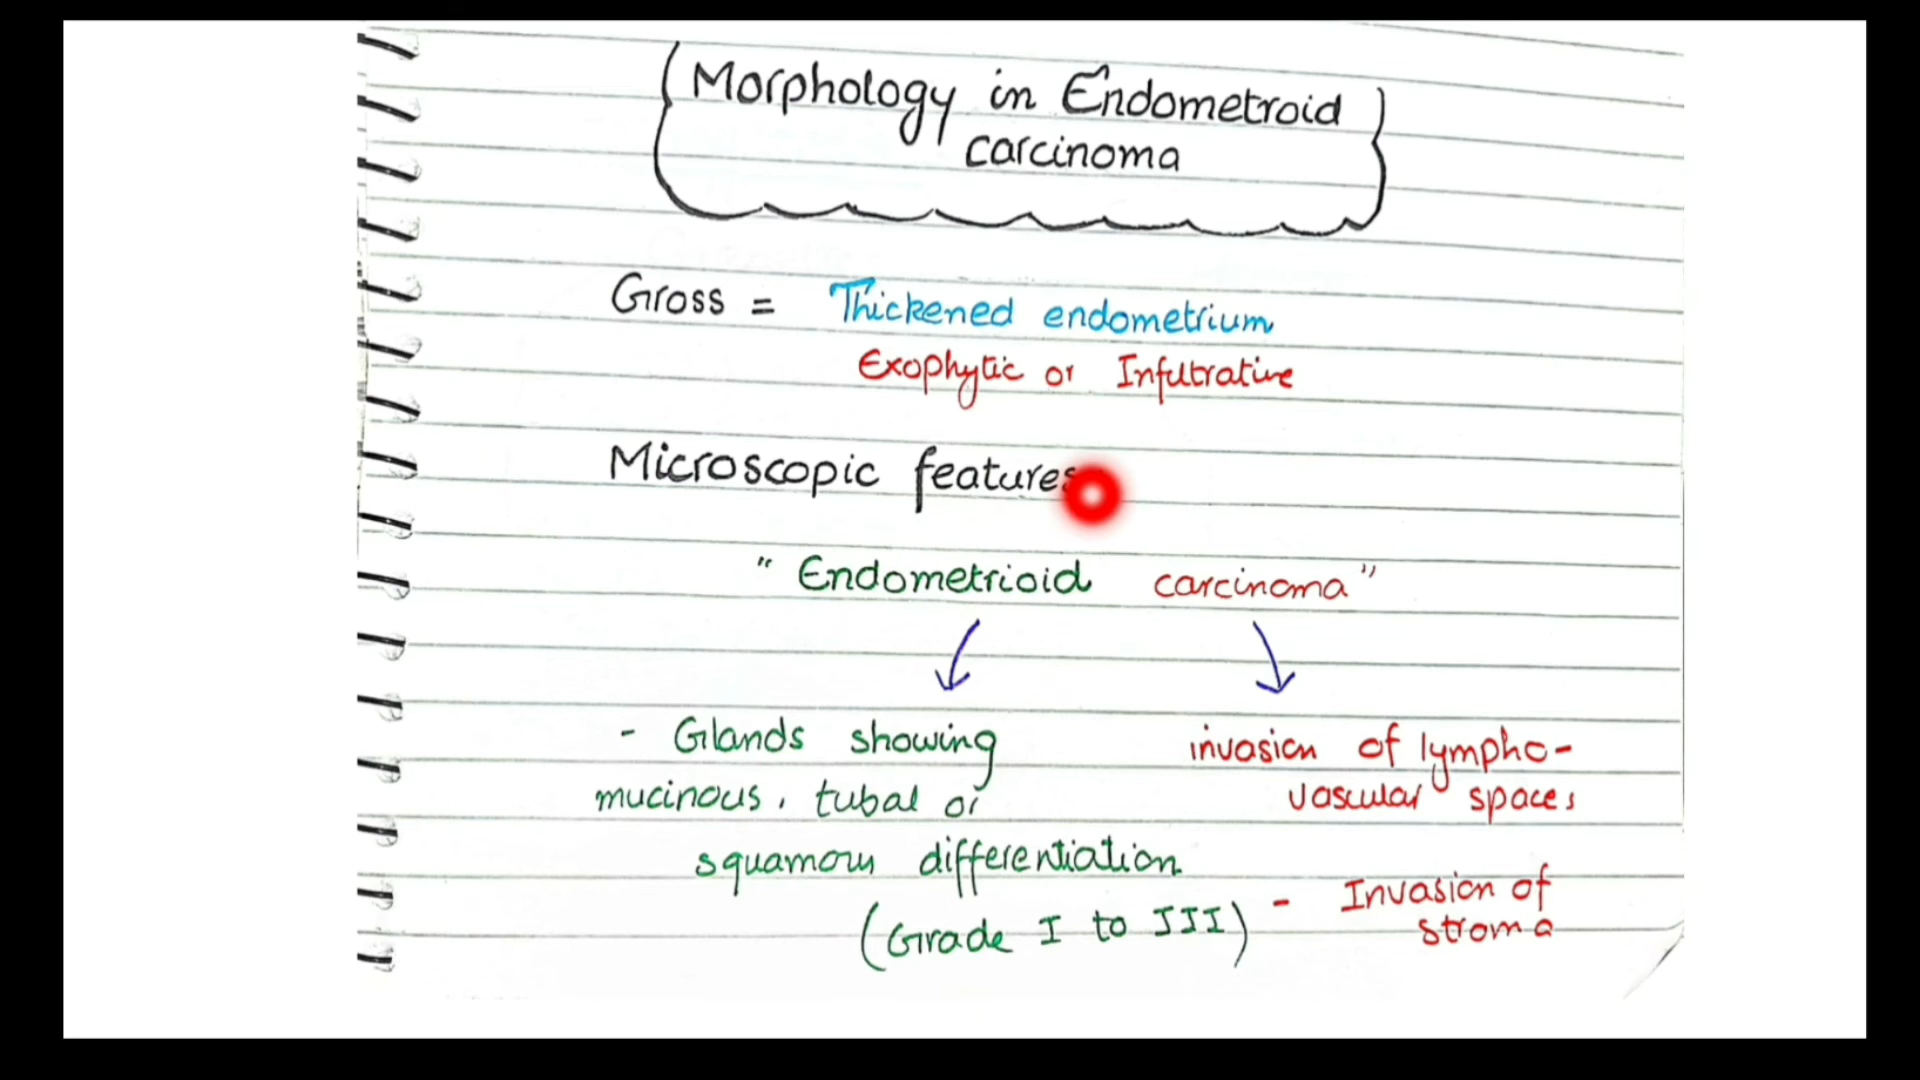 Morphology in Endometroid
carcinoma
Gross = Thickened endometrium
Exophytic or Infiltrative
Microscopic features
" Endometrioid carcinoma"
- Glands showing
mucinous, tubal or
squamous differentiation
(Grade I to III)
invasion of lympho-
vascular spaces
- Invasion of
stroma